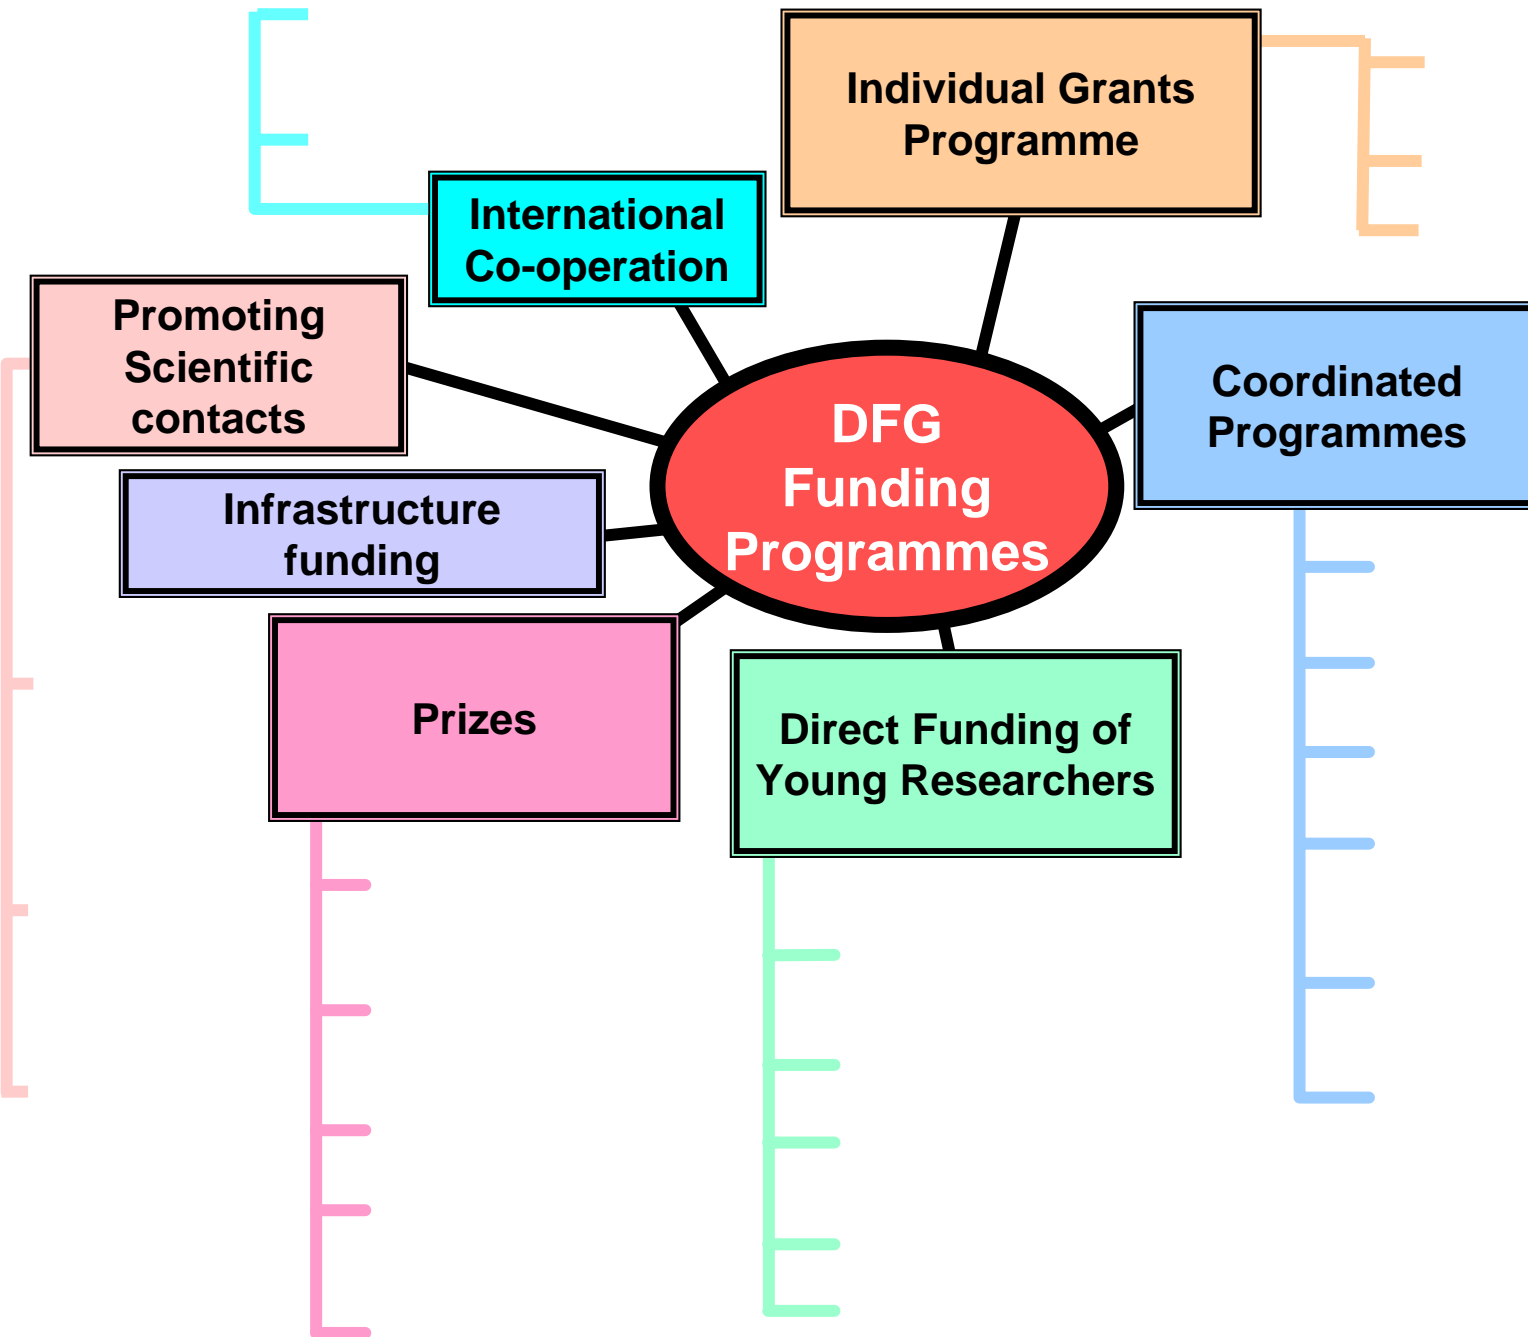 Individual Grants
Programme
International
Co-operation
Promoting
Scientific
contacts
Coordinated
Programmes
DFG
Funding
Programmes
Infrastructure
funding
Prizes
Direct Funding of
Young Researchers